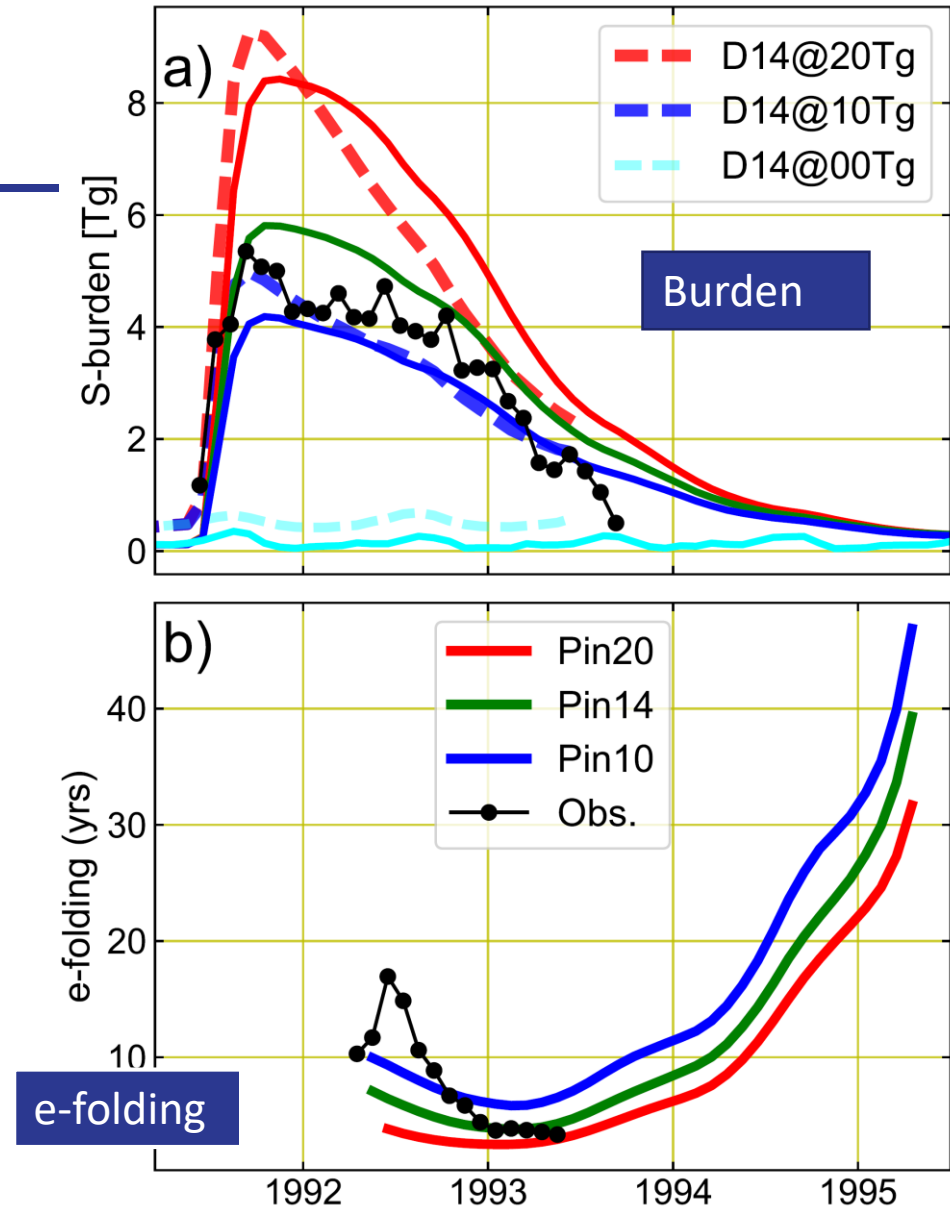 a)
D14@20Tg
D14@10Tg
D14@00Tg
S-burden [Tg]
8
6
4
2
0
Burden
b)
Pin20
Pin14
Pin10
Obs.
e-folding (yrs)
40
30
20
10
e-folding
1992
1993
1994
1995